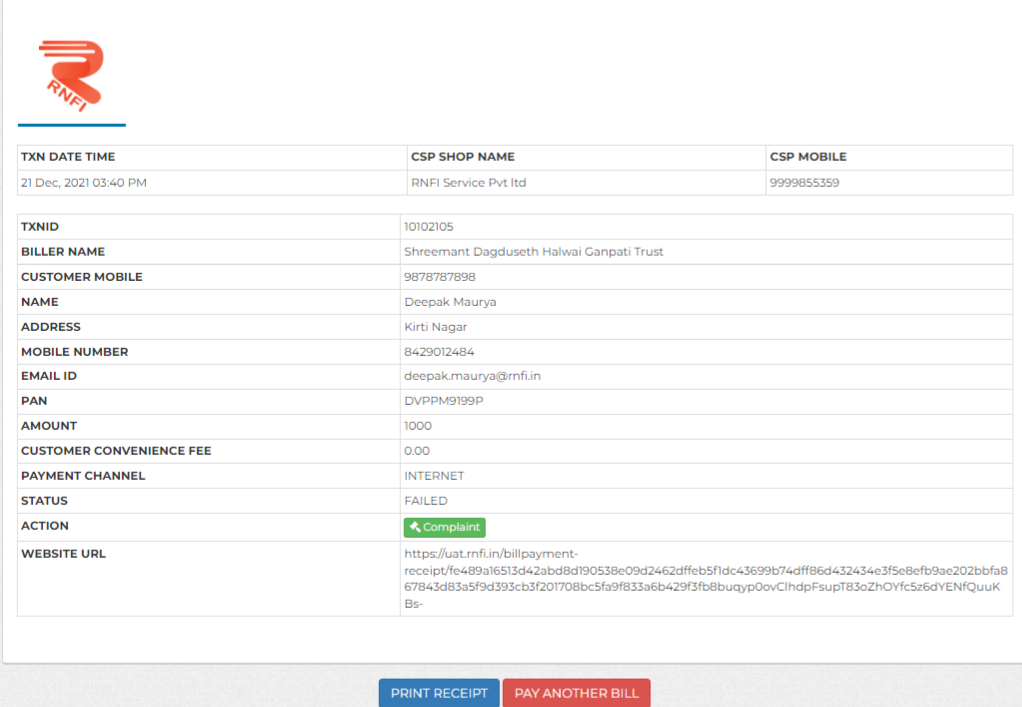 RNFI
TXN DATE TIME CSP SHOP NAME CSP MOBILE
21 Dec, 2021 03:40 PM RNFI Service Pvt ltd 9999855359
TXNID 10102105
BILLER NAME Shreemant Dagduseth Halwai Ganpati Trust
CUSTOMER MOBILE 9878787898
NAME Deepak Maurya
ADDRESS Kirti Nagar
MOBILE NUMBER 8429012484
EMAIL ID deepak.maurya@rnfi.in
PAN DVPPM9199P
AMOUNT 1000
CUSTOMER CONVENIENCE FEE 0.00
PAYMENT CHANNEL INTERNET
STATUS FAILED
ACTION Complaint
WEBSITE URL https://uat.rnfi.in/billpayment-
receipt/fe489a16513d42abd8d190538e09d2462dffeb5f1dc43699b74dff86d432434e3f5e8efb9ae202bbfa8
67843d83a5f9d393cb3f201708bc5fa9f833a6b429f3fb8buqyp0ovClhdpFsupT83oZhOYfc5z6dYENfQuuK
Bs-
PRINT RECEIPT PAY ANOTHER BILL